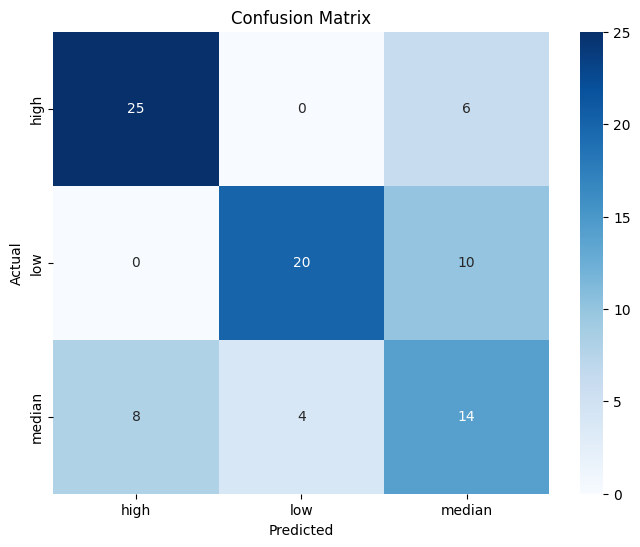 Confusion Matrix
Actual
high
25 0 6
low
0 20 10
median
8 4 14
high low median
Predicted
25
20
15
10
5
0